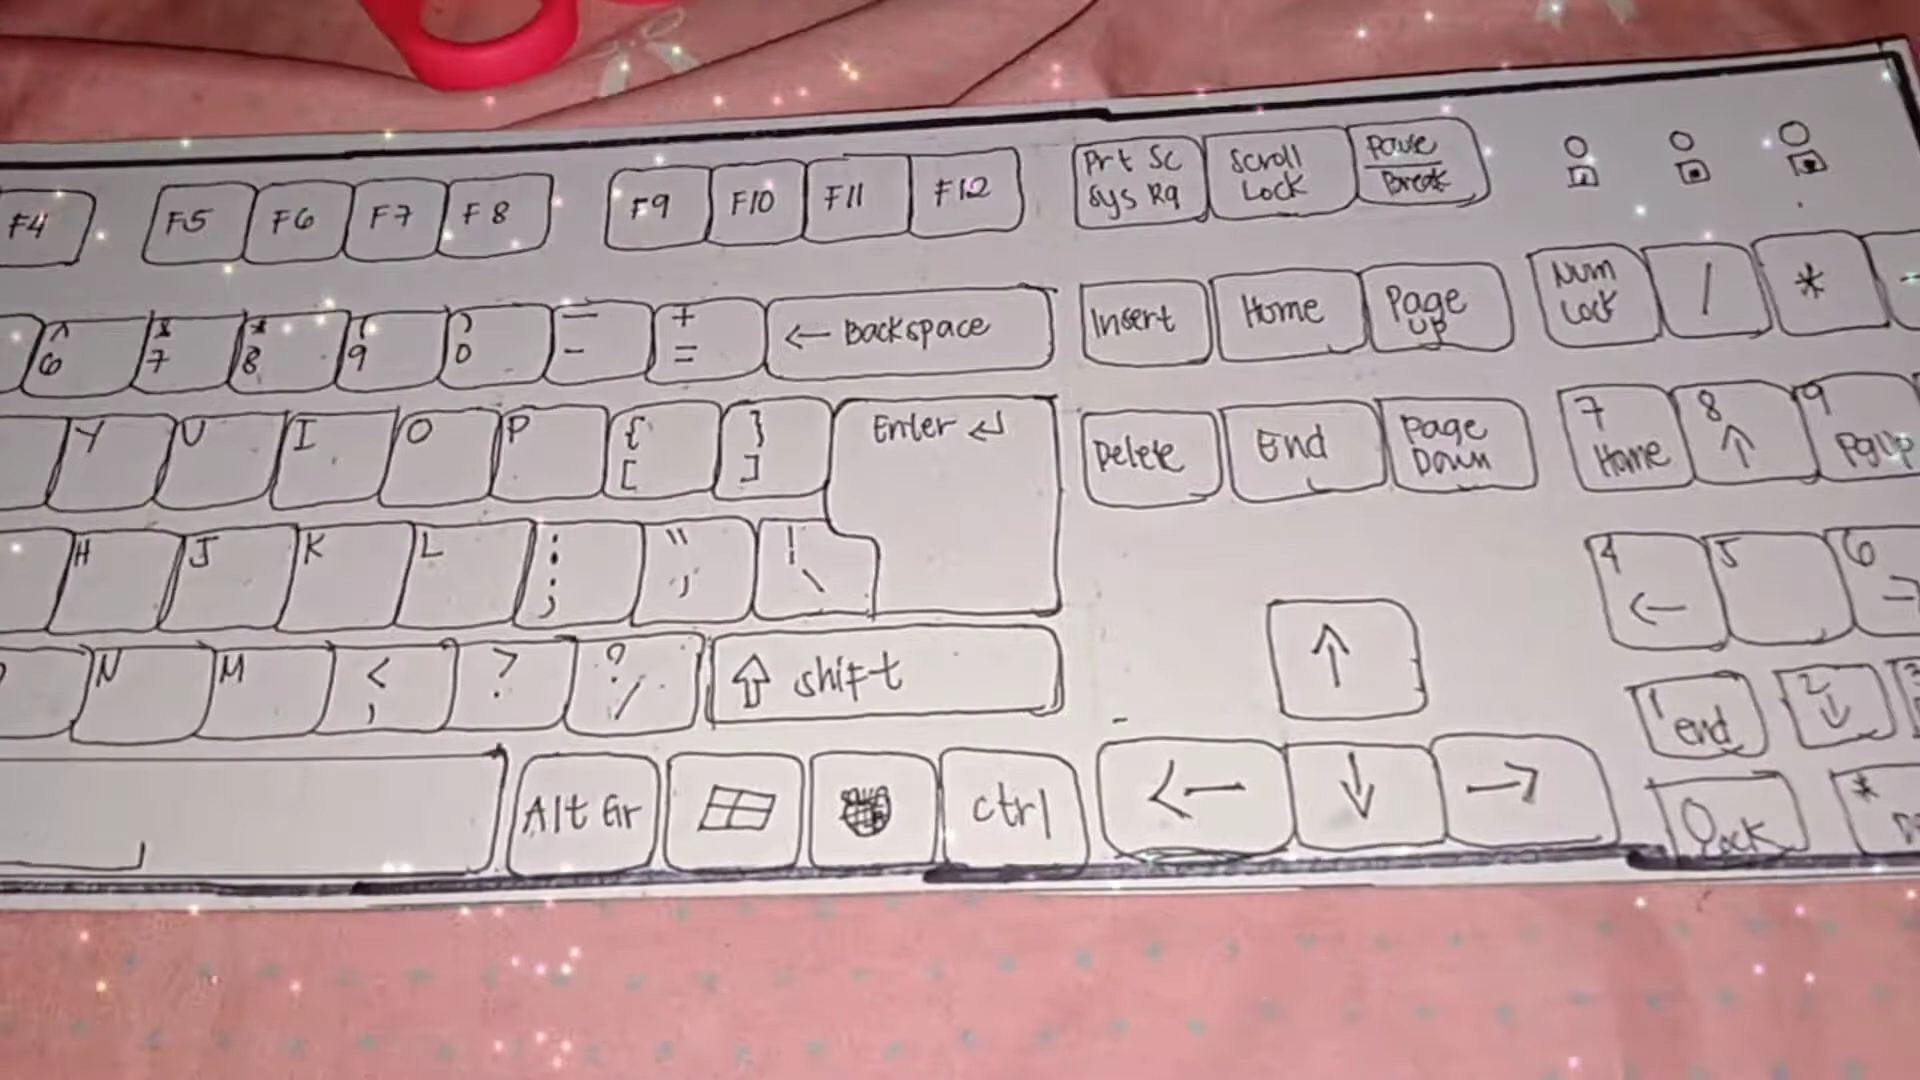 F4 F5 F6 F7 F8 F9 F10 F11 F12
Prt Sc
Sys Rq
Scroll
Lock
Pause
Break
^
6
&
7
*
8
(
9
)
0
—
-
+
=
← Backspace
Insert
Home
Page
UP
Num
Lock
/
*
-
Y U I O P
{
[
}
]
Enter ↵
Delete
End
Page
Down
7
Home
8
↑
9
PgUp
H J K L
:
;
"
,
¦
\
4
←
5
6
→
N M
<
,
>
.
?
/
⇧ shift
↑
1
end
2
↓
3
Alt Gr
ctrl
← ↓ →
*